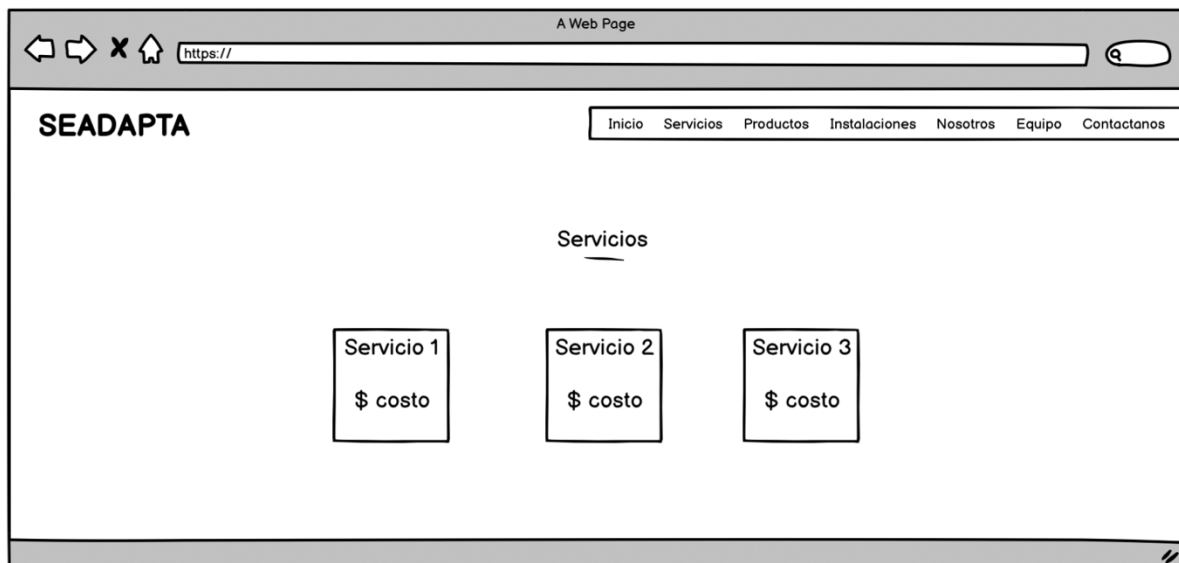 A Web Page
https://
SEADAPTA
Inicio Servicios Productos Instalaciones Nosotros Equipo Contactanos
Servicios
Servicio 1 Servicio 2 Servicio 3
$ costo $ costo $ costo